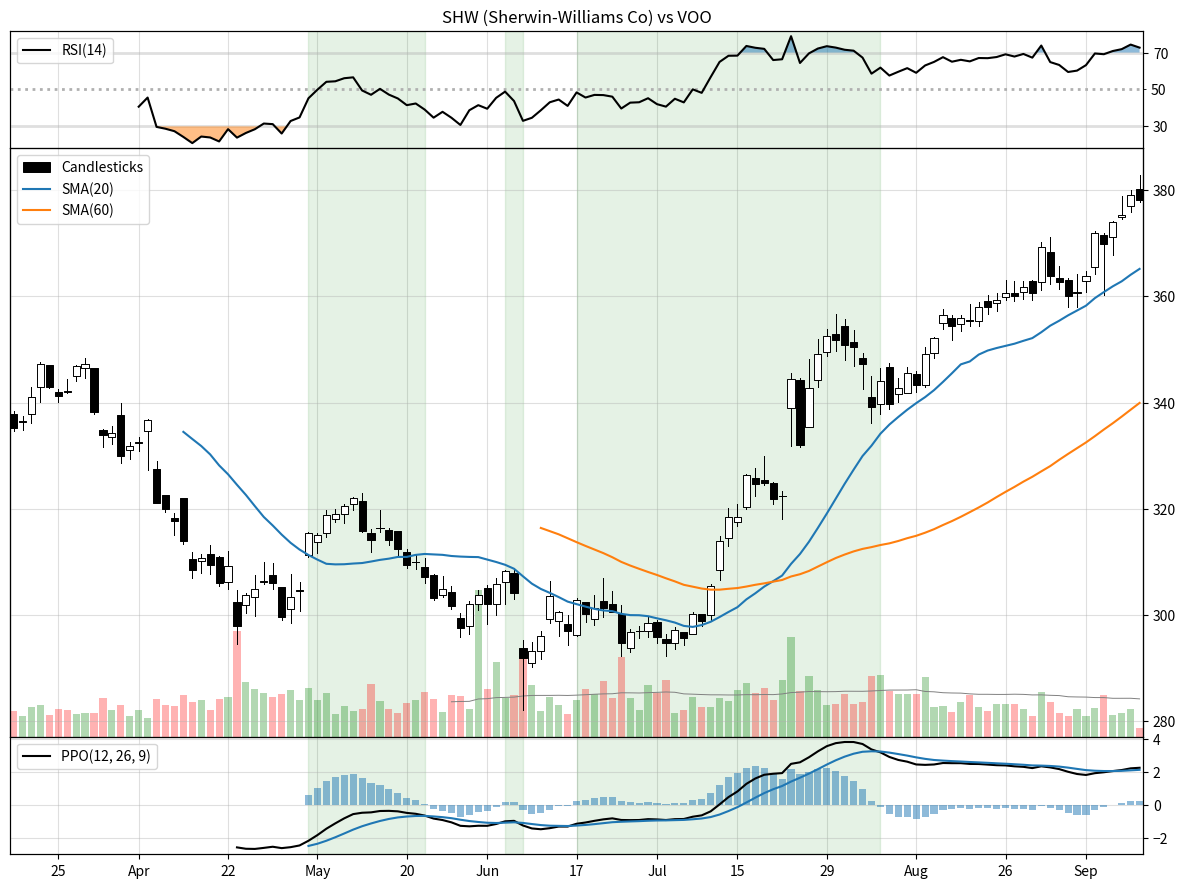 SHW (Sherwin-Williams Co) vs VOO
RSI(14)
70
50
30
Candlesticks
SMA(20)
SMA(60)
380
360
340
320
300
280
PPO(12, 26, 9)
4
2
0
−2
25 Apr 22 May 20 Jun 17 Jul 15 29 Aug 26 Sep